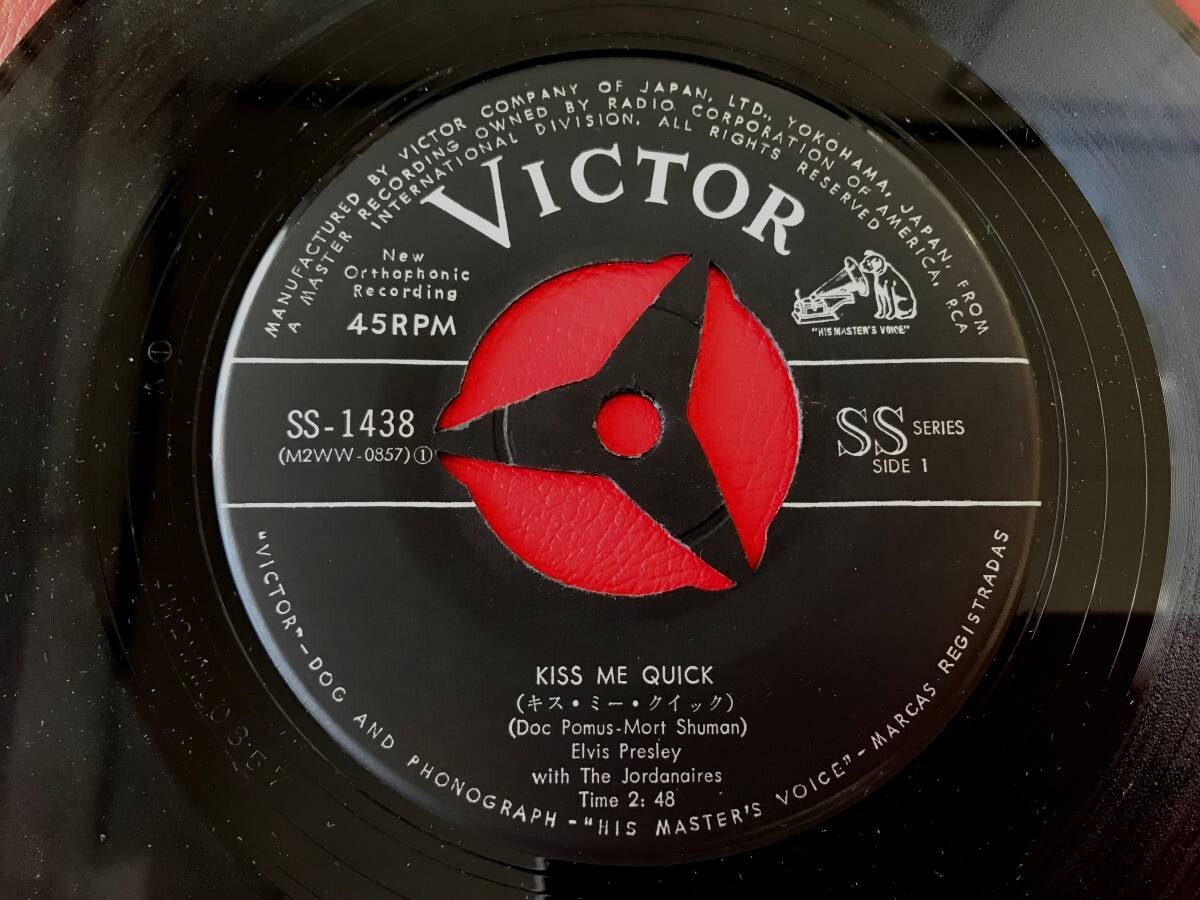 MANUFACTURED BY VICTOR COMPANY OF JAPAN, LTD., YOKOHAMA, JAPAN, FROM
A MASTER RECORDING OWNED BY RADIO CORPORATION OF AMERICA, RCA
INTERNATIONAL DIVISION. ALL RIGHTS RESERVED
VICTOR
New
Orthophonic
Recording
45RPM
"HIS MASTER'S VOICE"
SS-1438
(M2WW-0857)①
SS SERIES
SIDE 1
KISS ME QUICK
(キス・ミー・クイック)
(Doc Pomus-Mort Shuman)
Elvis Presley
with The Jordanaires
Time 2: 48
"VICTOR"-DOG AND PHONOGRAPH-"HIS MASTER'S VOICE"-MARCAS REGISTRADAS